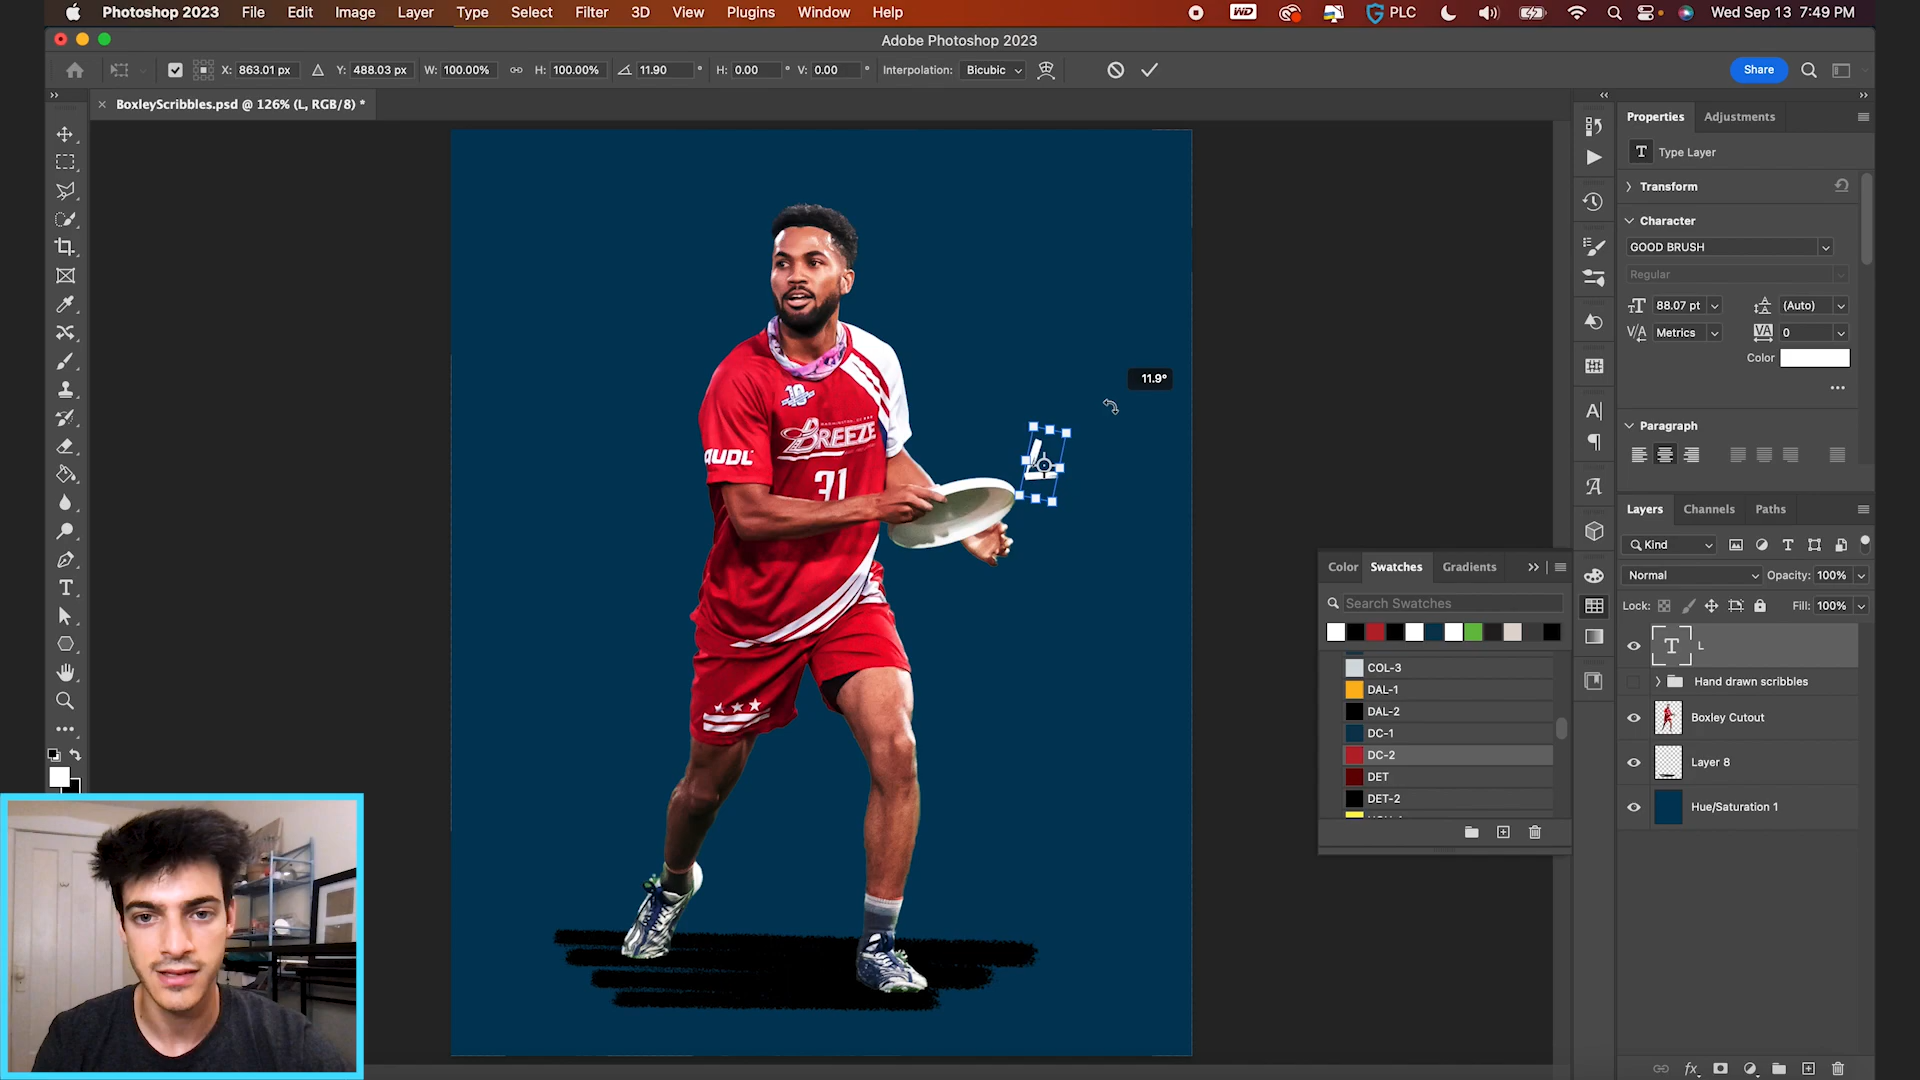 Photoshop 2023 File Edit Image Layer Type Select Filter 3D View Plugins Window Help WD PLC Wed Sep 13 7:49 PM
Adobe Photoshop 2023
X: 863.01 px Y: 488.03 px W: 100.00% H: 100.00% 11.90 ° H: 0.00 ° V: 0.00 ° Interpolation: Bicubic Share
× BoxleyScribbles.psd @ 126% (L, RGB/8) *
Properties Adjustments
T Type Layer
Transform
Character
GOOD BRUSH
Regular
88.07 pt (Auto)
Metrics 0
Color
Paragraph
11.9°
L
18
BREEZE
AUDL
31
Layers Channels Paths
Kind
Normal Opacity: 100%
Lock: Fill: 100%
T L
Hand drawn scribbles
Boxley Cutout
Layer 8
Hue/Saturation 1
Color Swatches Gradients
Search Swatches
COL-3
DAL-1
DAL-2
DC-1
DC-2
DET
DET-2